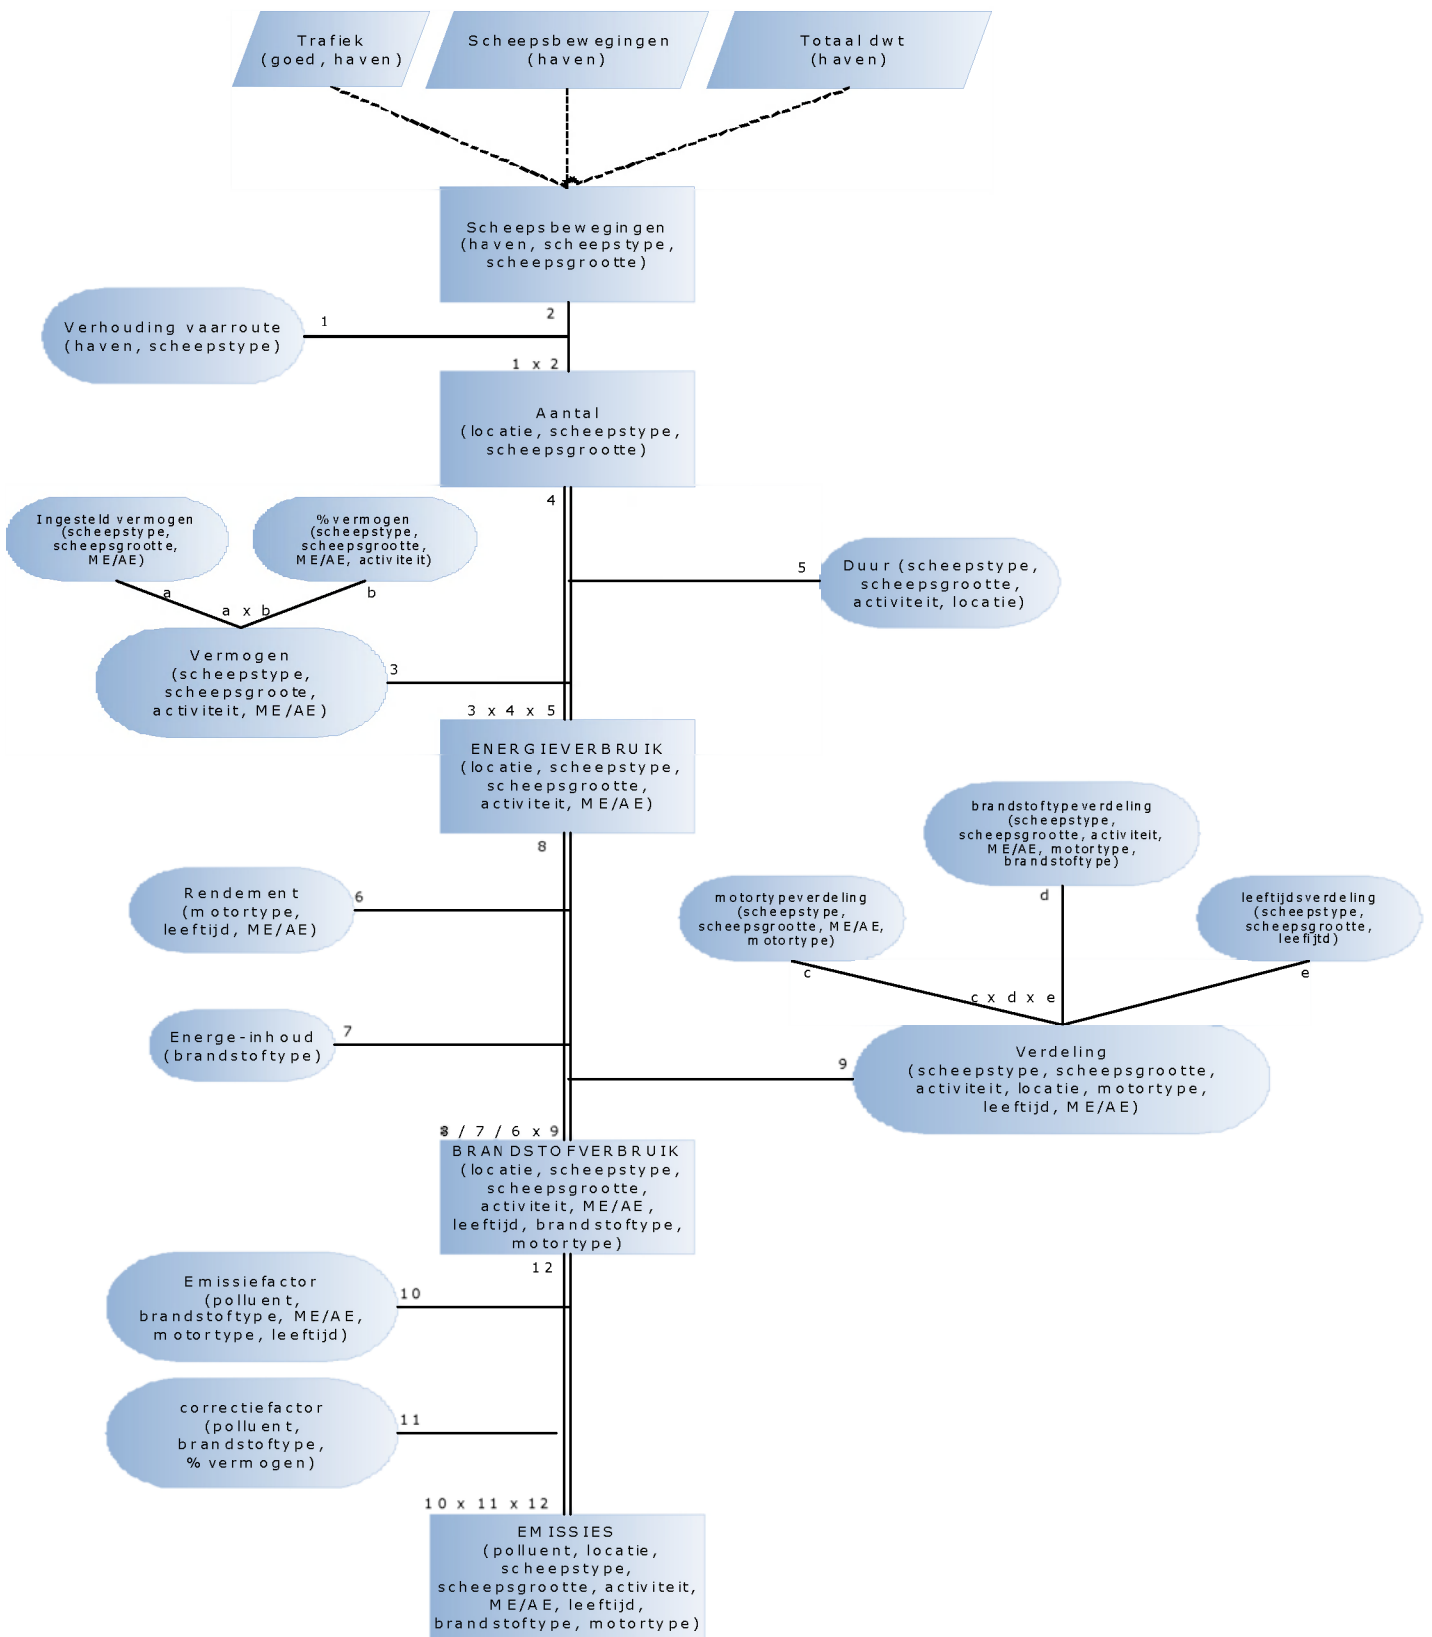 Trafiek
(goed, haven)
Scheepsbewegingen
(haven)
Totaal dwt
(haven)
Scheepsbewegingen
(haven, scheepstype,
scheepsgrootte)
2
Verhouding vaarroute
(haven, scheepstype)
1
1 x 2
Aantal
(locatie, scheepstype,
scheepsgrootte)
4
Ingesteld vermogen
(scheepstype,
scheepsgrootte,
ME/AE)
a
%vermogen
(scheepstype,
scheepsgrootte,
ME/AE, activiteit)
b
a x b
5
Duur (scheepstype,
scheepsgrootte,
activiteit, locatie)
Vermogen
(scheepstype,
scheepsgroote,
activiteit, ME/AE)
3
3 x 4 x 5
ENERGIEVERBRUIK
(locatie, scheepstype,
scheepsgrootte,
activiteit, ME/AE)
8
Rendement
(motortype,
leeftijd, ME/AE)
6
brandstoftypeverdeling
(scheepstype,
scheepsgrootte, activiteit,
ME/AE, motortype,
brandstoftype)
d
motortypeverdeling
(scheepstype,
scheepsgrootte, ME/AE,
motortype)
c
leeftijdsverdeling
(scheepstype,
scheepsgrootte,
leefijtd)
e
c x d x e
Energe-inhoud
(brandstoftype)
7
9
Verdeling
(scheepstype, scheepsgrootte,
activiteit, locatie, motortype,
leeftijd, ME/AE)
8 / 7 / 6 x 9
BRANDSTOFVERBRUIK
(locatie, scheepstype,
scheepsgrootte,
activiteit, ME/AE,
leeftijd, brandstoftype,
motortype)
12
Emissiefactor
(polluent,
brandstoftype, ME/AE,
motortype, leeftijd)
10
correctiefactor
(polluent,
brandstoftype,
% vermogen)
11
10 x 11 x 12
EMISSIES
(polluent, locatie,
scheepstype,
scheepsgrootte, activiteit,
ME/AE, leeftijd,
brandstoftype, motortype)